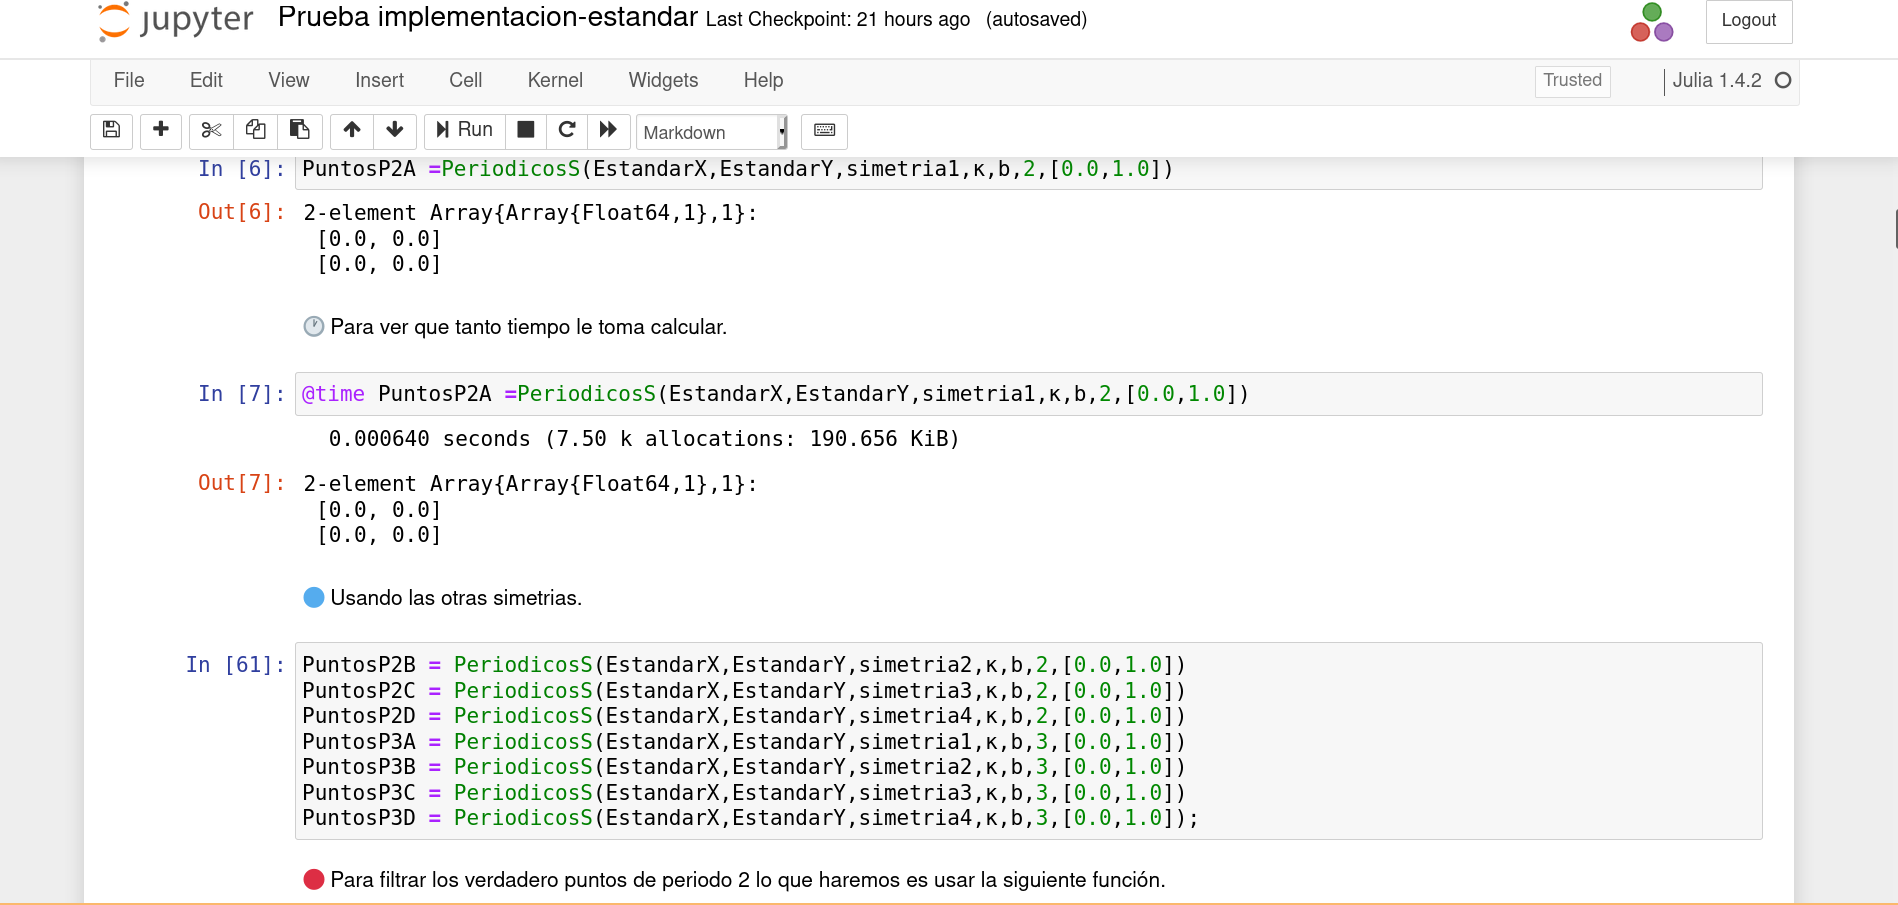 jupyter Prueba implementacion-estandar Last Checkpoint: 21 hours ago (autosaved) Logout
File Edit View Insert Cell Kernel Widgets Help Trusted Julia 1.4.2
Run Markdown
In [6]: PuntosP2A =PeriodicosS(EstandarX,EstandarY,simetria1,κ,b,2,[0.0,1.0])
Out[6]: 2-element Array{Array{Float64,1},1}:
[0.0, 0.0]
[0.0, 0.0]
Para ver que tanto tiempo le toma calcular.
In [7]: @time PuntosP2A =PeriodicosS(EstandarX,EstandarY,simetria1,κ,b,2,[0.0,1.0])
0.000640 seconds (7.50 k allocations: 190.656 KiB)
Out[7]: 2-element Array{Array{Float64,1},1}:
[0.0, 0.0]
[0.0, 0.0]
Usando las otras simetrias.
In [61]: PuntosP2B = PeriodicosS(EstandarX,EstandarY,simetria2,κ,b,2,[0.0,1.0])
PuntosP2C = PeriodicosS(EstandarX,EstandarY,simetria3,κ,b,2,[0.0,1.0])
PuntosP2D = PeriodicosS(EstandarX,EstandarY,simetria4,κ,b,2,[0.0,1.0])
PuntosP3A = PeriodicosS(EstandarX,EstandarY,simetria1,κ,b,3,[0.0,1.0])
PuntosP3B = PeriodicosS(EstandarX,EstandarY,simetria2,κ,b,3,[0.0,1.0])
PuntosP3C = PeriodicosS(EstandarX,EstandarY,simetria3,κ,b,3,[0.0,1.0])
PuntosP3D = PeriodicosS(EstandarX,EstandarY,simetria4,κ,b,3,[0.0,1.0]);
Para filtrar los verdadero puntos de periodo 2 lo que haremos es usar la siguiente función.